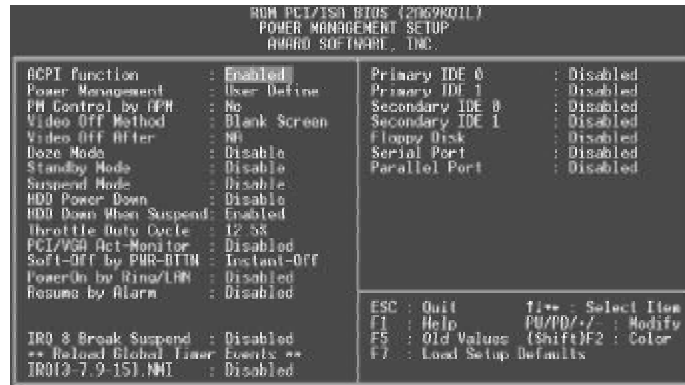 ROM PCI/ISA BIOS (2A69K01L)
POWER MANAGEMENT SETUP
AWARD SOFTWARE, INC.
ACPI function : Enabled
Power Management : User Define
PM Control by APM : No
Video Off Method : Blank Screen
Video Off After : NA
Doze Mode : Disable
Standby Mode : Disable
Suspend Mode : Disable
HDD Power Down : Disable
HDD Down When Suspend: Enabled
Throttle Duty Cycle : 12.5%
PCI/VGA Act-Monitor : Disabled
Soft-Off by PWR-BTTN : Instant-Off
PowerOn by Ring/LAN : Disabled
Resume by Alarm : Disabled
IRQ 8 Break Suspend : Disabled
** Reload Global Timer Events **
IRQ[3-7,9-15],NMI : Disabled
Primary IDE 0 : Disabled
Primary IDE 1 : Disabled
Secondary IDE 0 : Disabled
Secondary IDE 1 : Disabled
Floppy Disk : Disabled
Serial Port : Disabled
Parallel Port : Disabled
ESC : Quit ↑↓→← : Select Item
F1 : Help PU/PD/+/- : Modify
F5 : Old Values (Shift)F2 : Color
F7 : Load Setup Defaults